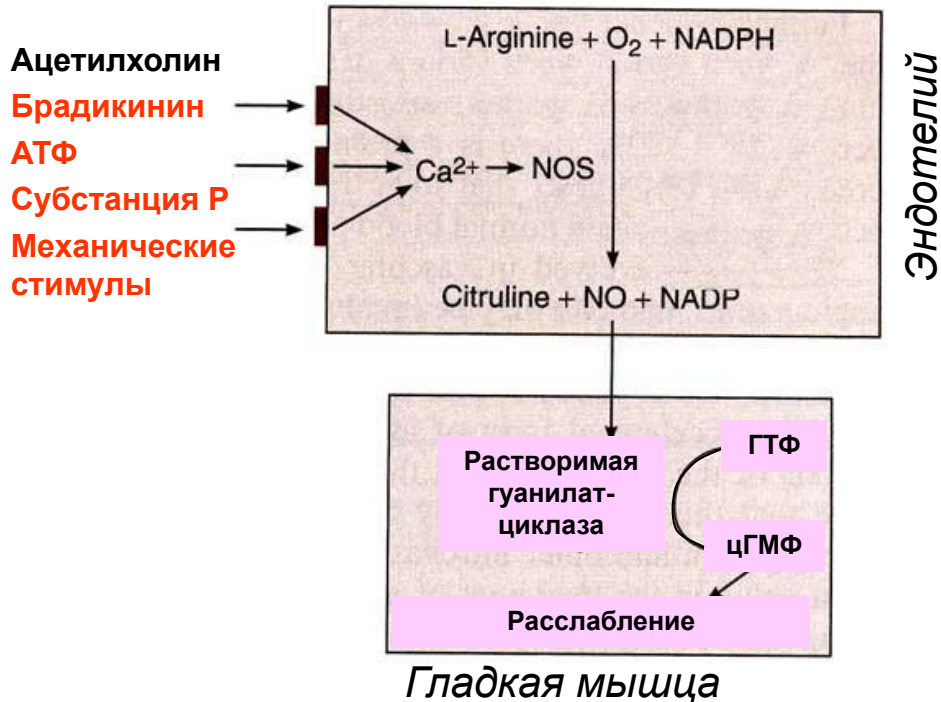 Ацетилхолин
Брадикинин
АТФ
Субстанция Р
Механические
стимулы
L-Arginine + O₂ + NADPH
Ca²⁺ → NOS
Citruline + NO + NADP
Эндотелий
Растворимая
гуанилат-
циклаза
ГТФ
цГМФ
Расслабление
Гладкая мышца